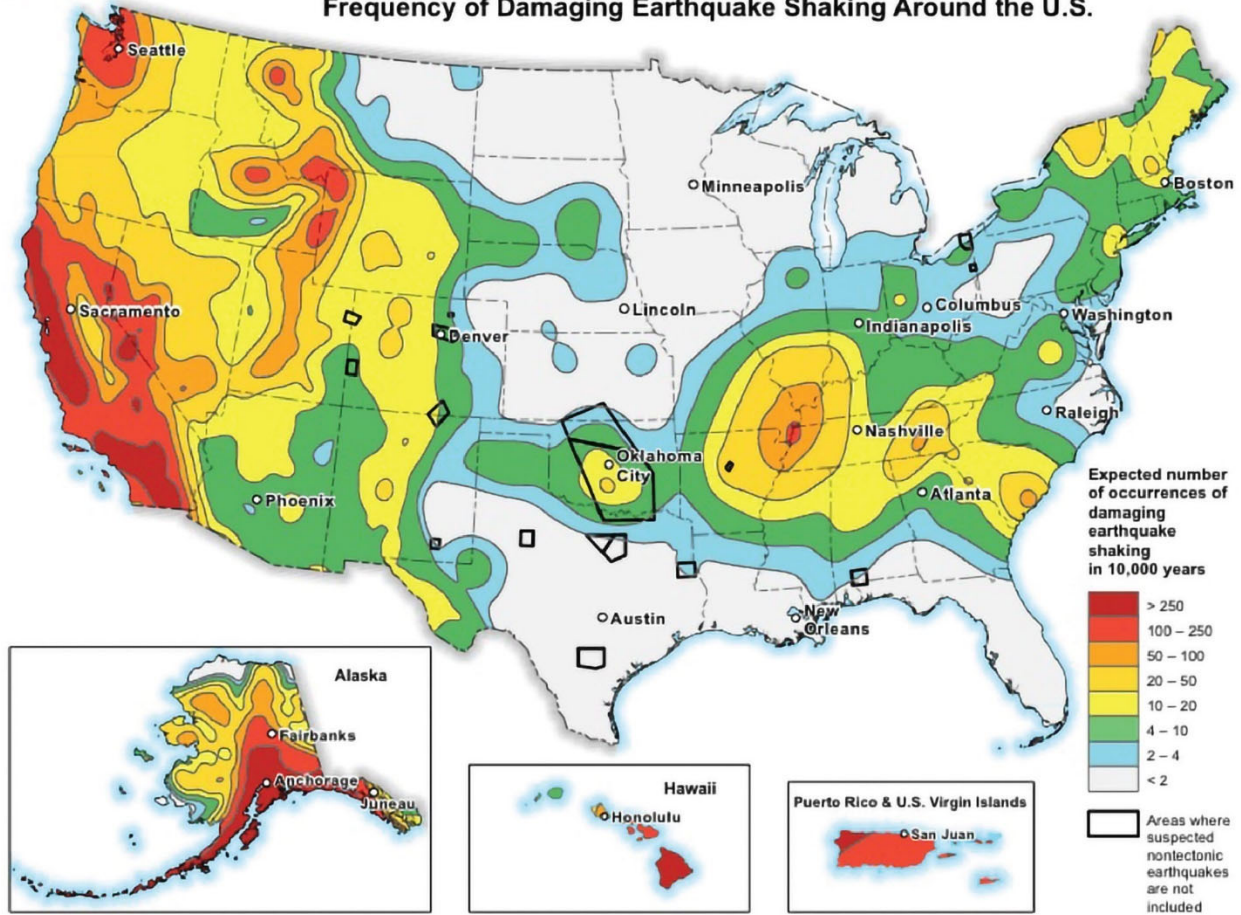 Frequency of Damaging Earthquake Shaking Around the U.S.
Seattle
Minneapolis
Boston
Sacramento
Denver
Lincoln
Columbus
Indianapolis
Washington
Raleigh
Nashville
Oklahoma
City
Phoenix
Atlanta
Austin
New
Orleans
Expected number
of occurrences of
damaging
earthquake
shaking
in 10,000 years
> 250
100 – 250
50 – 100
20 – 50
10 – 20
4 – 10
2 – 4
< 2
Areas where
suspected
nontectonic
earthquakes
are not
included
Alaska
Fairbanks
Anchorage
Juneau
Hawaii
Honolulu
Puerto Rico & U.S. Virgin Islands
San Juan